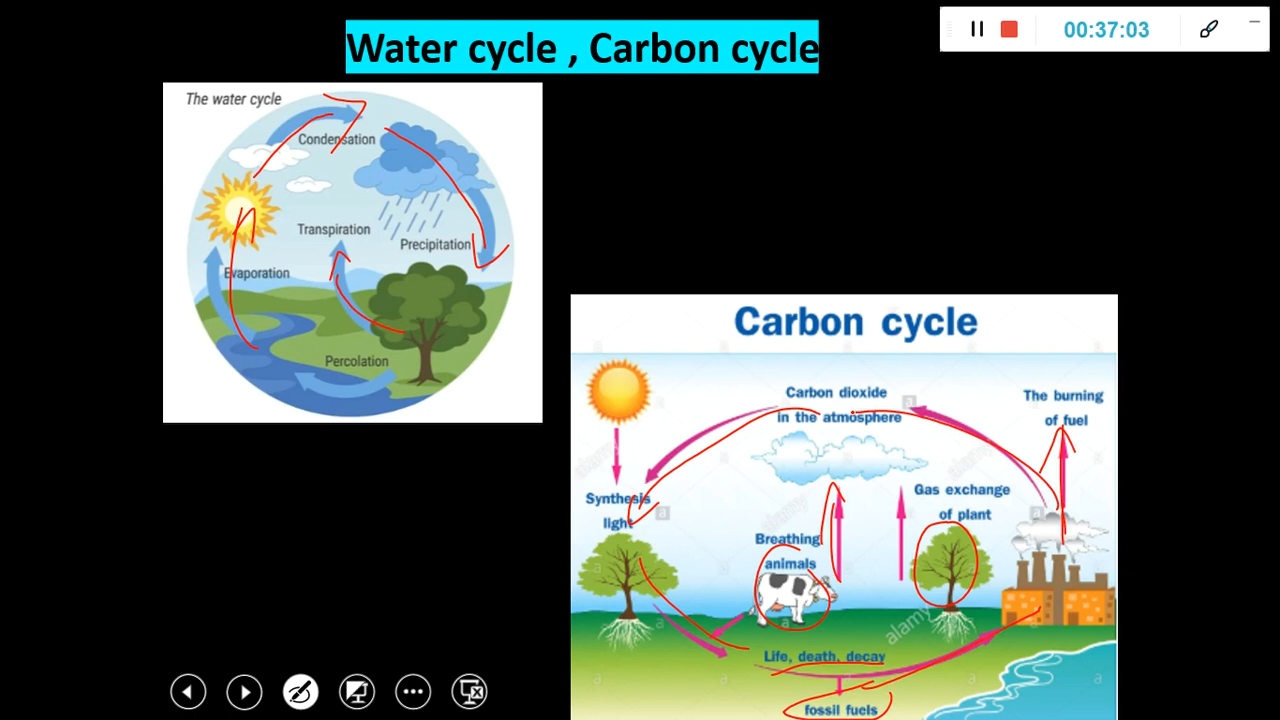 Water cycle , Carbon cycle
00:37:03
The water cycle
Condensation
Transpiration
Precipitation
Evaporation
Percolation
Carbon cycle
Carbon dioxide
in the atmosphere
The burning
of fuel
Synthesis
light
Gas exchange
of plant
Breathing
animals
Life, death, decay
fossil fuels
a
alamy